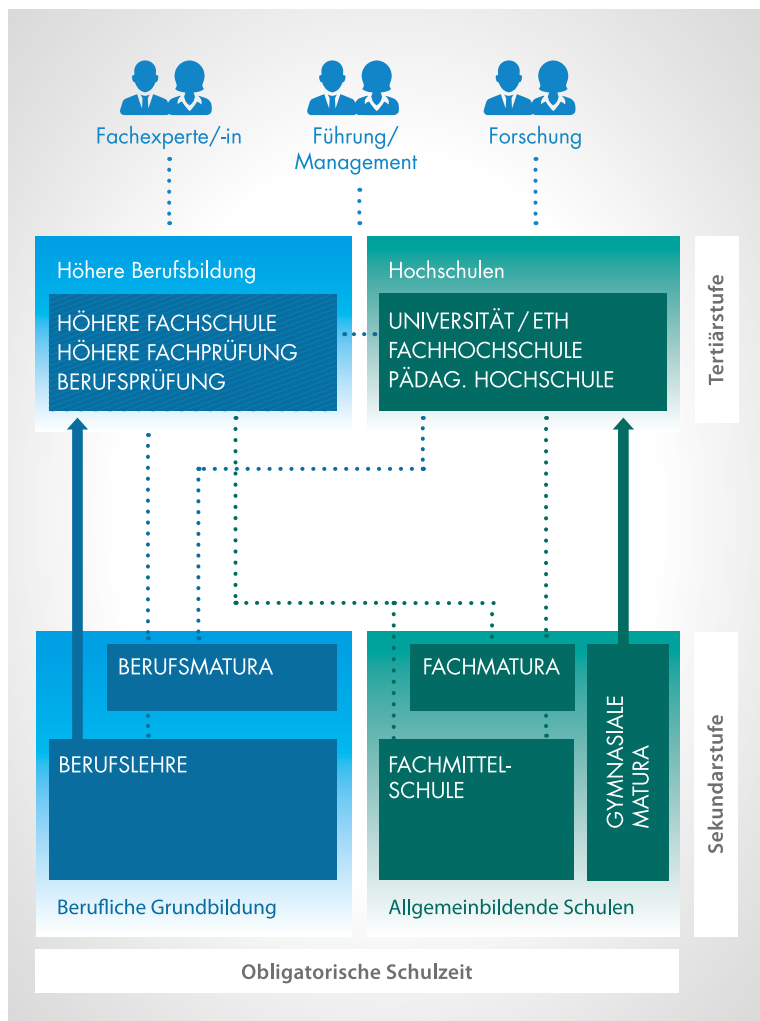 Fachexperte/-in
Führung/
Management
Forschung
Höhere Berufsbildung
HÖHERE FACHSCHULE
HÖHERE FACHPRÜFUNG
BERUFSPRÜFUNG
Hochschulen
UNIVERSITÄT / ETH
FACHHOCHSCHULE
PÄDAG. HOCHSCHULE
Tertiärstufe
BERUFSMATURA
BERUFSLEHRE
Berufliche Grundbildung
FACHMATURA
FACHMITTEL-
SCHULE
GYMNASIALE
MATURA
Allgemeinbildende Schulen
Sekundarstufe
Obligatorische Schulzeit